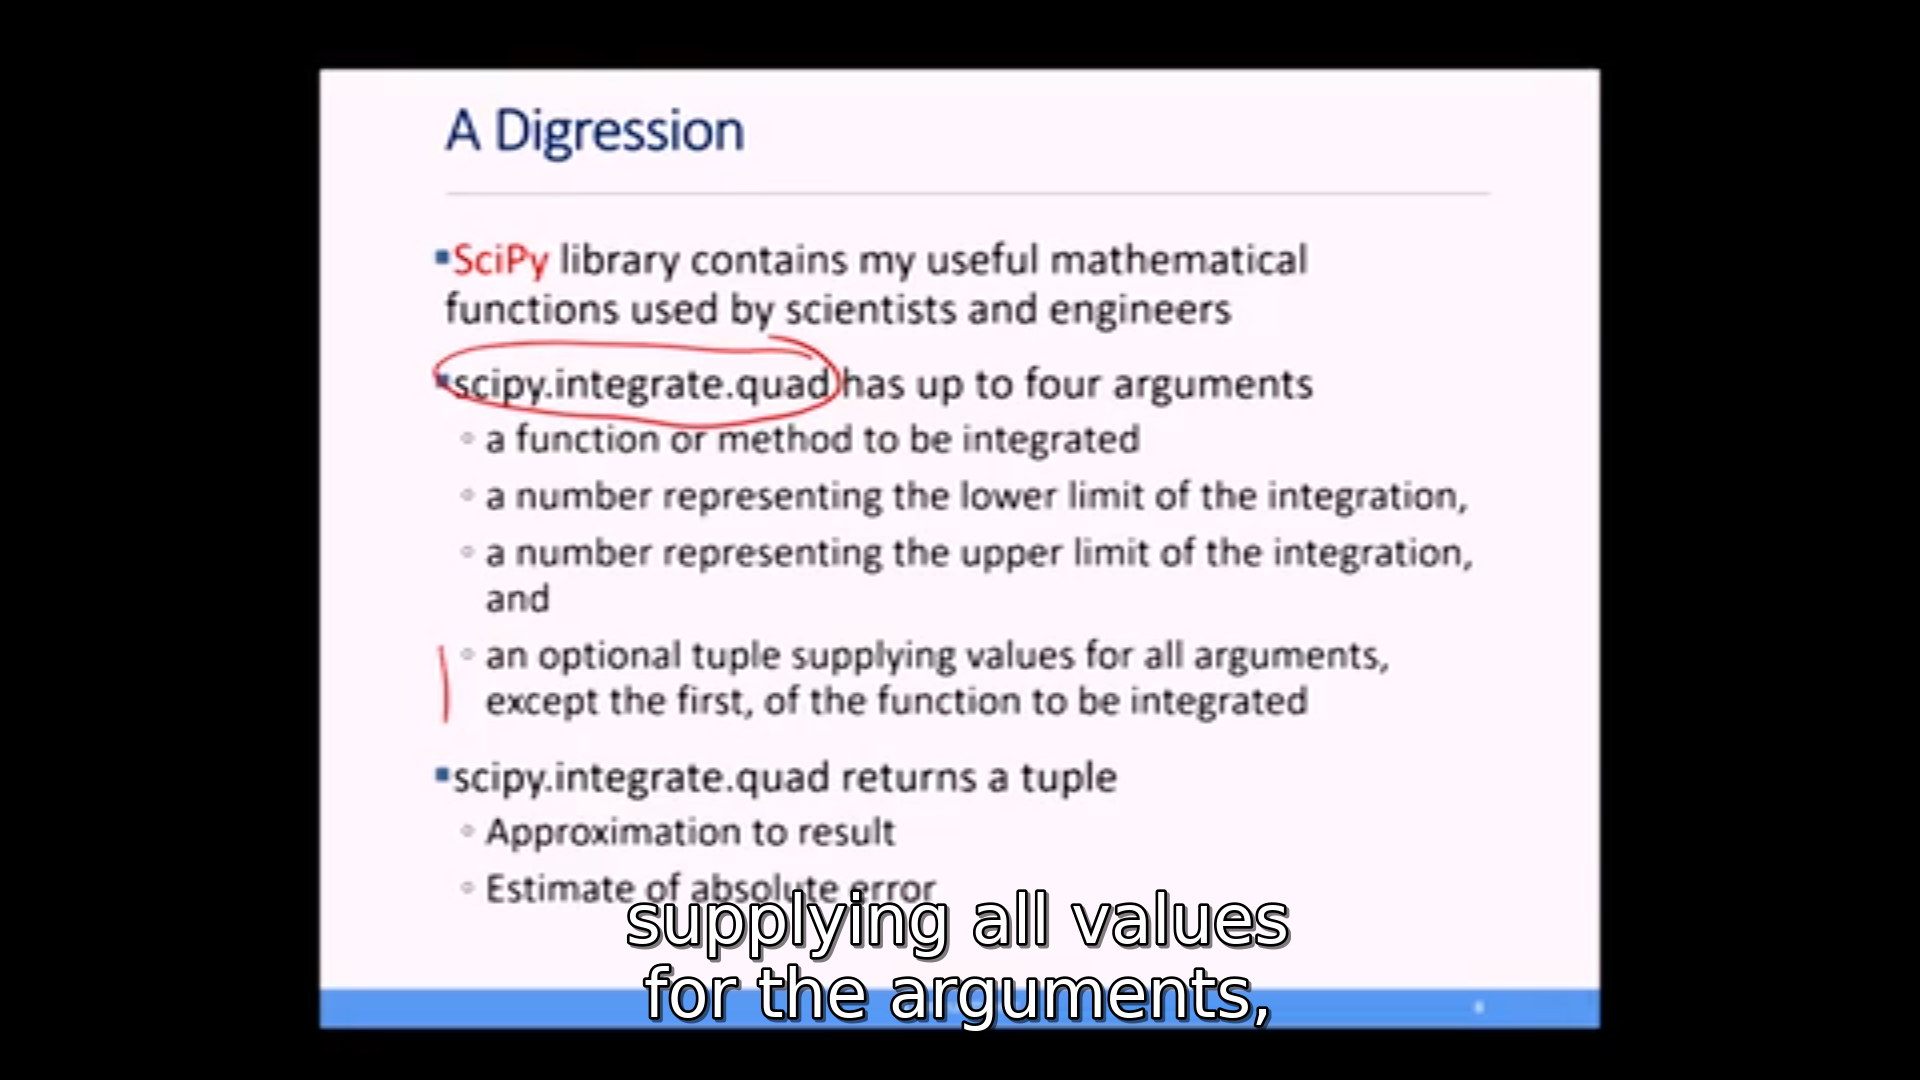 A Digression
▪SciPy library contains my useful mathematical
functions used by scientists and engineers
▪scipy.integrate.quad has up to four arguments
◦ a function or method to be integrated
◦ a number representing the lower limit of the integration,
◦ a number representing the upper limit of the integration,
and
◦ an optional tuple supplying values for all arguments,
except the first, of the function to be integrated
▪scipy.integrate.quad returns a tuple
◦ Approximation to result
◦ Estimate of absolute error
supplying all values
for the arguments,